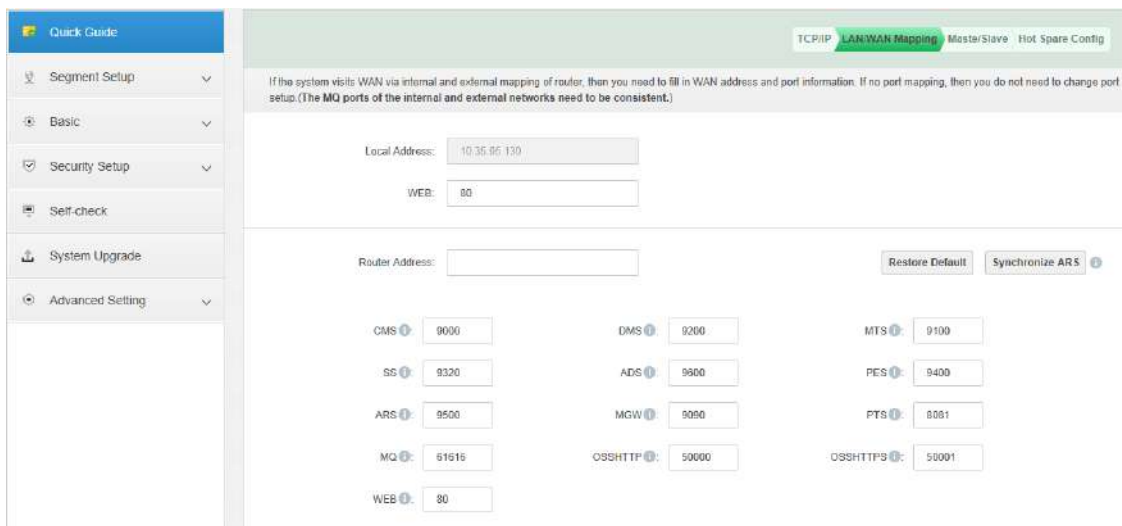 Quick Guide
Segment Setup
Basic
Security Setup
Self-check
System Upgrade
Advanced Setting
TCP/IP LAN/WAN Mapping Master/Slave Hot Spare Config
If the system visits WAN via internal and external mapping of router, then you need to fill in WAN address and port information. If no port mapping, then you do not need to change port
setup.(The MQ ports of the internal and external networks need to be consistent.)
Local Address: 10.35.95.130
WEB: 80
Router Address: Restore Default Synchronize ARS
CMS: 9000 DMS: 9200 MTS: 9100
SS: 9320 ADS: 9600 PES: 9400
ARS: 9500 MGW: 9090 PTS: 8081
MQ: 61616 OSSHTTP: 50000 OSSHTTPS: 50001
WEB: 80